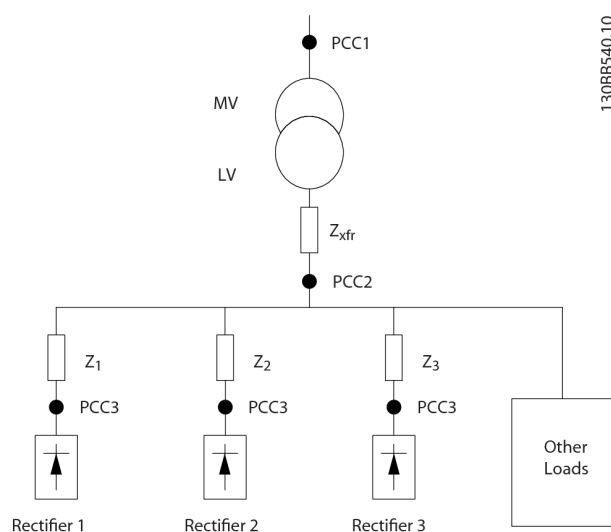 PCC1
130BB540.10
MV
LV
Zxfr
PCC2
Z1
Z2
Z3
PCC3
PCC3
PCC3
Other
Loads
Rectifier 1
Rectifier 2
Rectifier 3